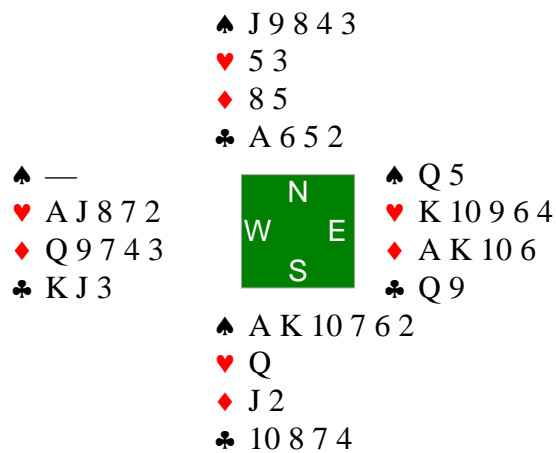 ♠ J 9 8 4 3
♥ 5 3
♦ 8 5
♣ A 6 5 2
♠ —
♥ A J 8 7 2
♦ Q 9 7 4 3
♣ K J 3
N
W E
S
♠ Q 5
♥ K 10 9 6 4
♦ A K 10 6
♣ Q 9
♠ A K 10 7 6 2
♥ Q
♦ J 2
♣ 10 8 7 4